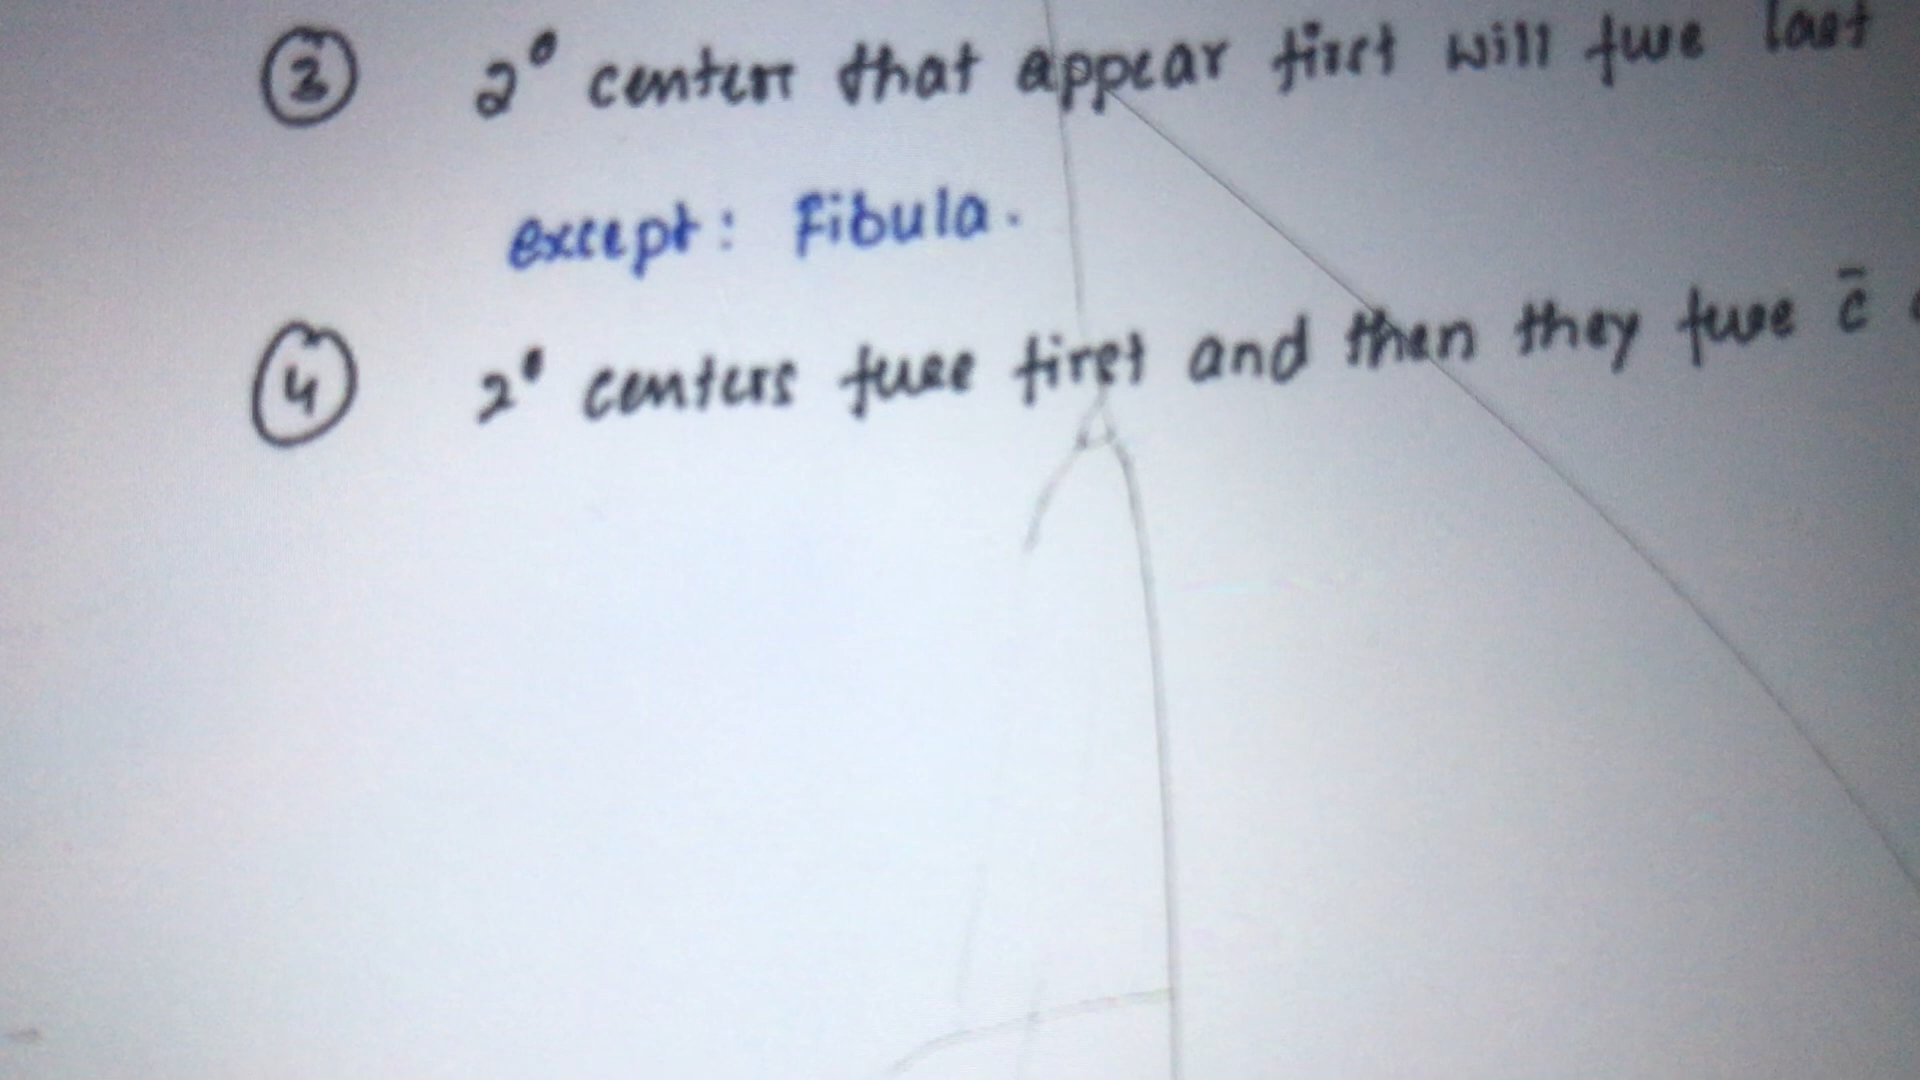 ③ 2° centers that appear first will fuse last
except: Fibula.
④ 2° centers fuse first and then they fuse c̄